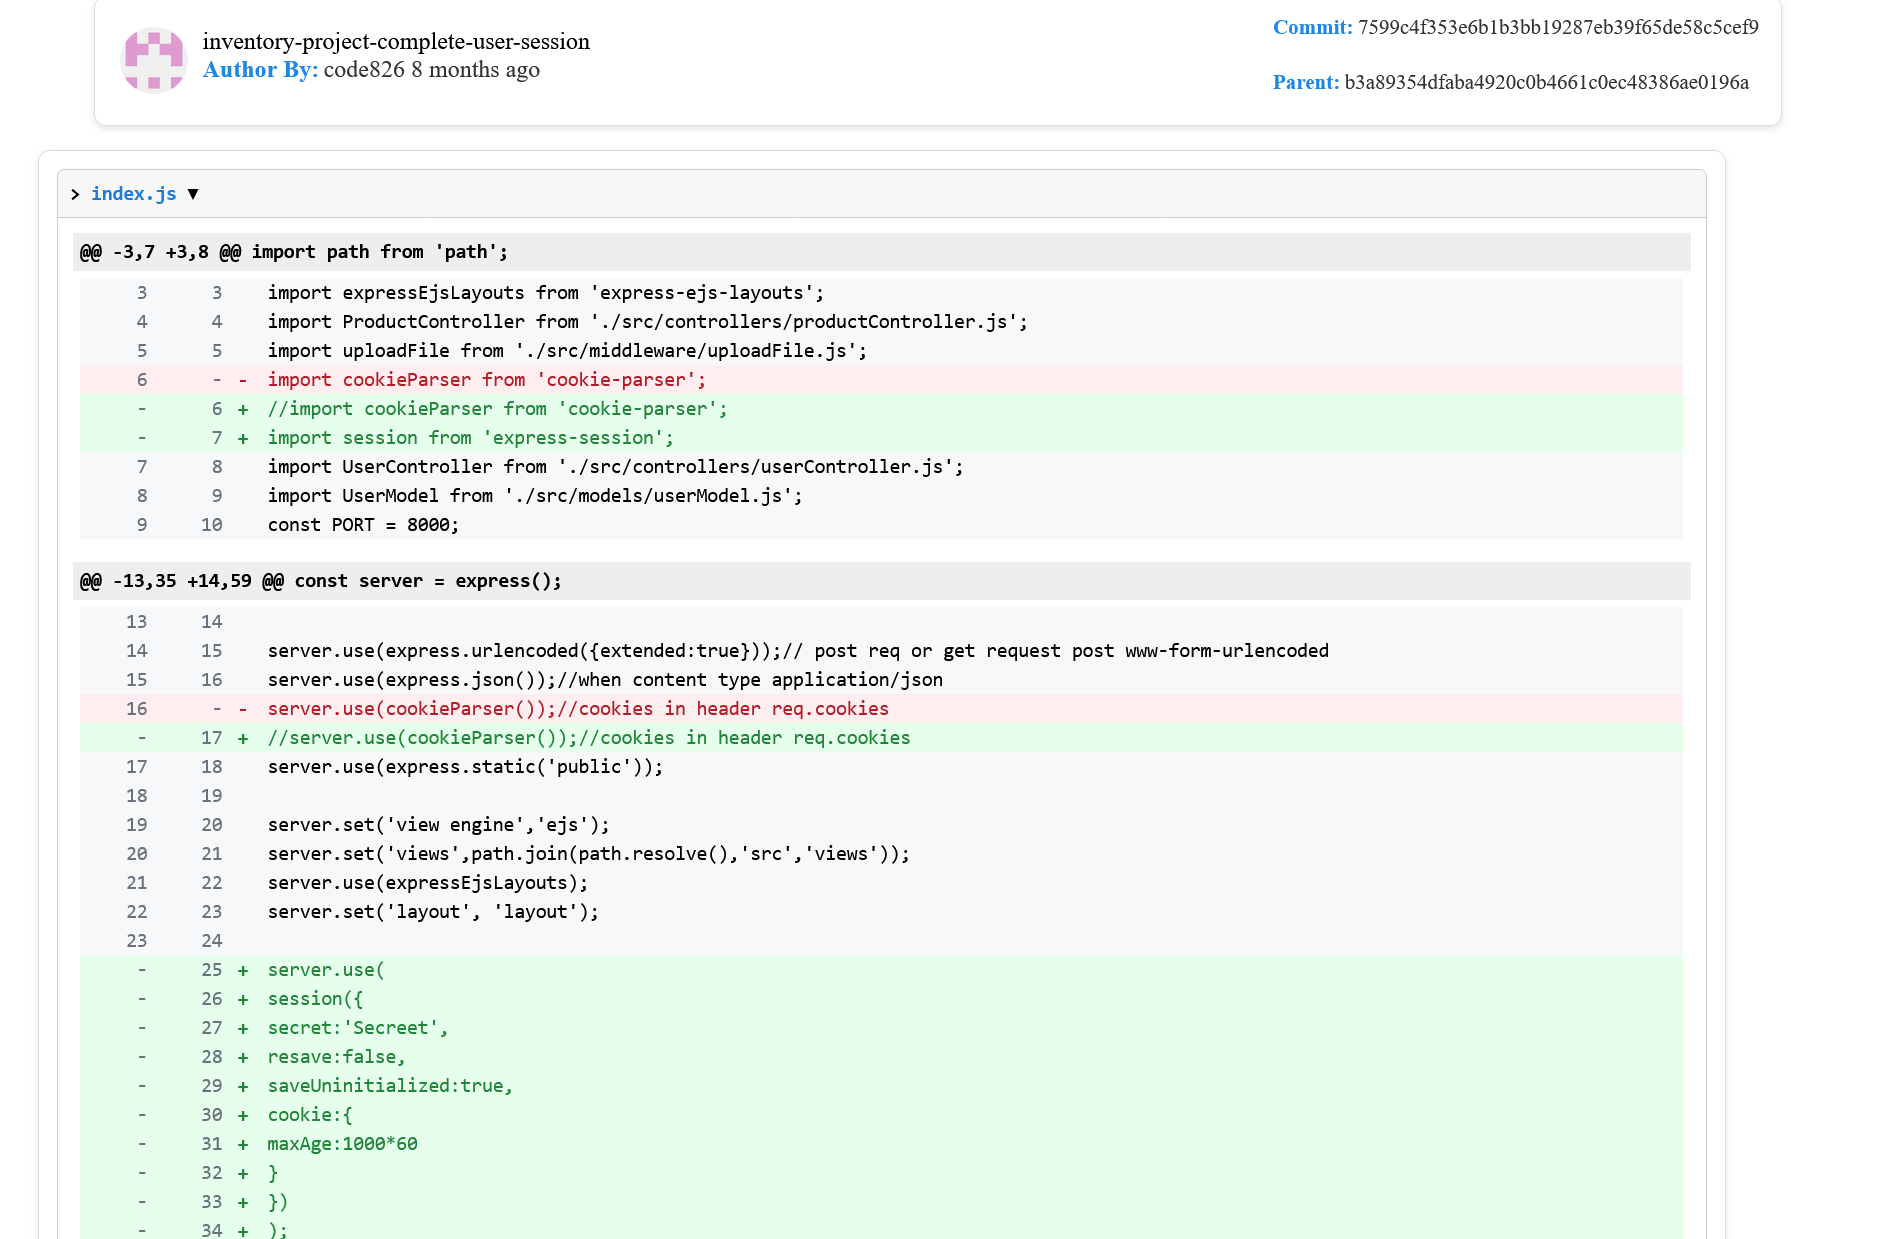 inventory-project-complete-user-session
Author By: code826 8 months ago
Commit: 7599c4f353e6b1b3bb19287eb39f65de58c5cef9
Parent: b3a89354dfaba4920c0b4661c0ec48386ae0196a
> index.js ▼
@@ -3,7 +3,8 @@ import path from 'path';
3 3 import expressEjsLayouts from 'express-ejs-layouts';
4 4 import ProductController from './src/controllers/productController.js';
5 5 import uploadFile from './src/middleware/uploadFile.js';
6 - - import cookieParser from 'cookie-parser';
- 6 + //import cookieParser from 'cookie-parser';
- 7 + import session from 'express-session';
7 8 import UserController from './src/controllers/userController.js';
8 9 import UserModel from './src/models/userModel.js';
9 10 const PORT = 8000;
@@ -13,35 +14,59 @@ const server = express();
13 14
14 15 server.use(express.urlencoded({extended:true}));// post req or get request post www-form-urlencoded
15 16 server.use(express.json());//when content type application/json
16 - - server.use(cookieParser());//cookies in header req.cookies
- 17 + //server.use(cookieParser());//cookies in header req.cookies
17 18 server.use(express.static('public'));
18 19
19 20 server.set('view engine','ejs');
20 21 server.set('views',path.join(path.resolve(),'src','views'));
21 22 server.use(expressEjsLayouts);
22 23 server.set('layout', 'layout');
23 24
- 25 + server.use(
- 26 + session({
- 27 + secret:'Secreet',
- 28 + resave:false,
- 29 + saveUninitialized:true,
- 30 + cookie:{
- 31 + maxAge:1000*60
- 32 + }
- 33 + })
- 34 + );